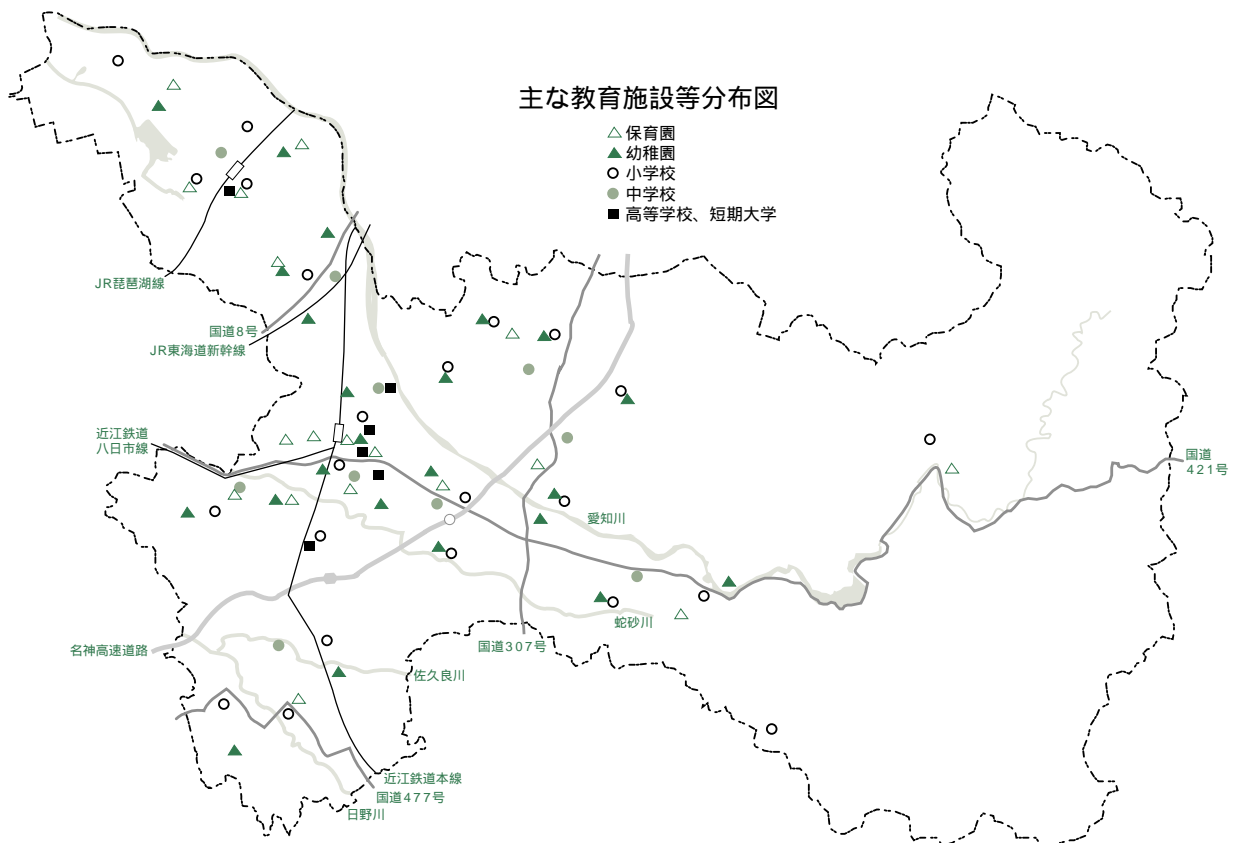 主な教育施設等分布図
保育園
幼稚園
小学校
中学校
高等学校、短期大学
JR琵琶湖線
国道8号
JR東海道新幹線
近江鉄道
八日市線
国道
421号
愛知川
蛇砂川
国道307号
名神高速道路
佐久良川
近江鉄道本線
国道477号
日野川